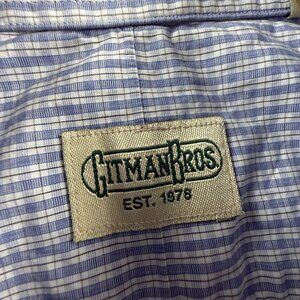 GITMAN BROS.
EST. 1978